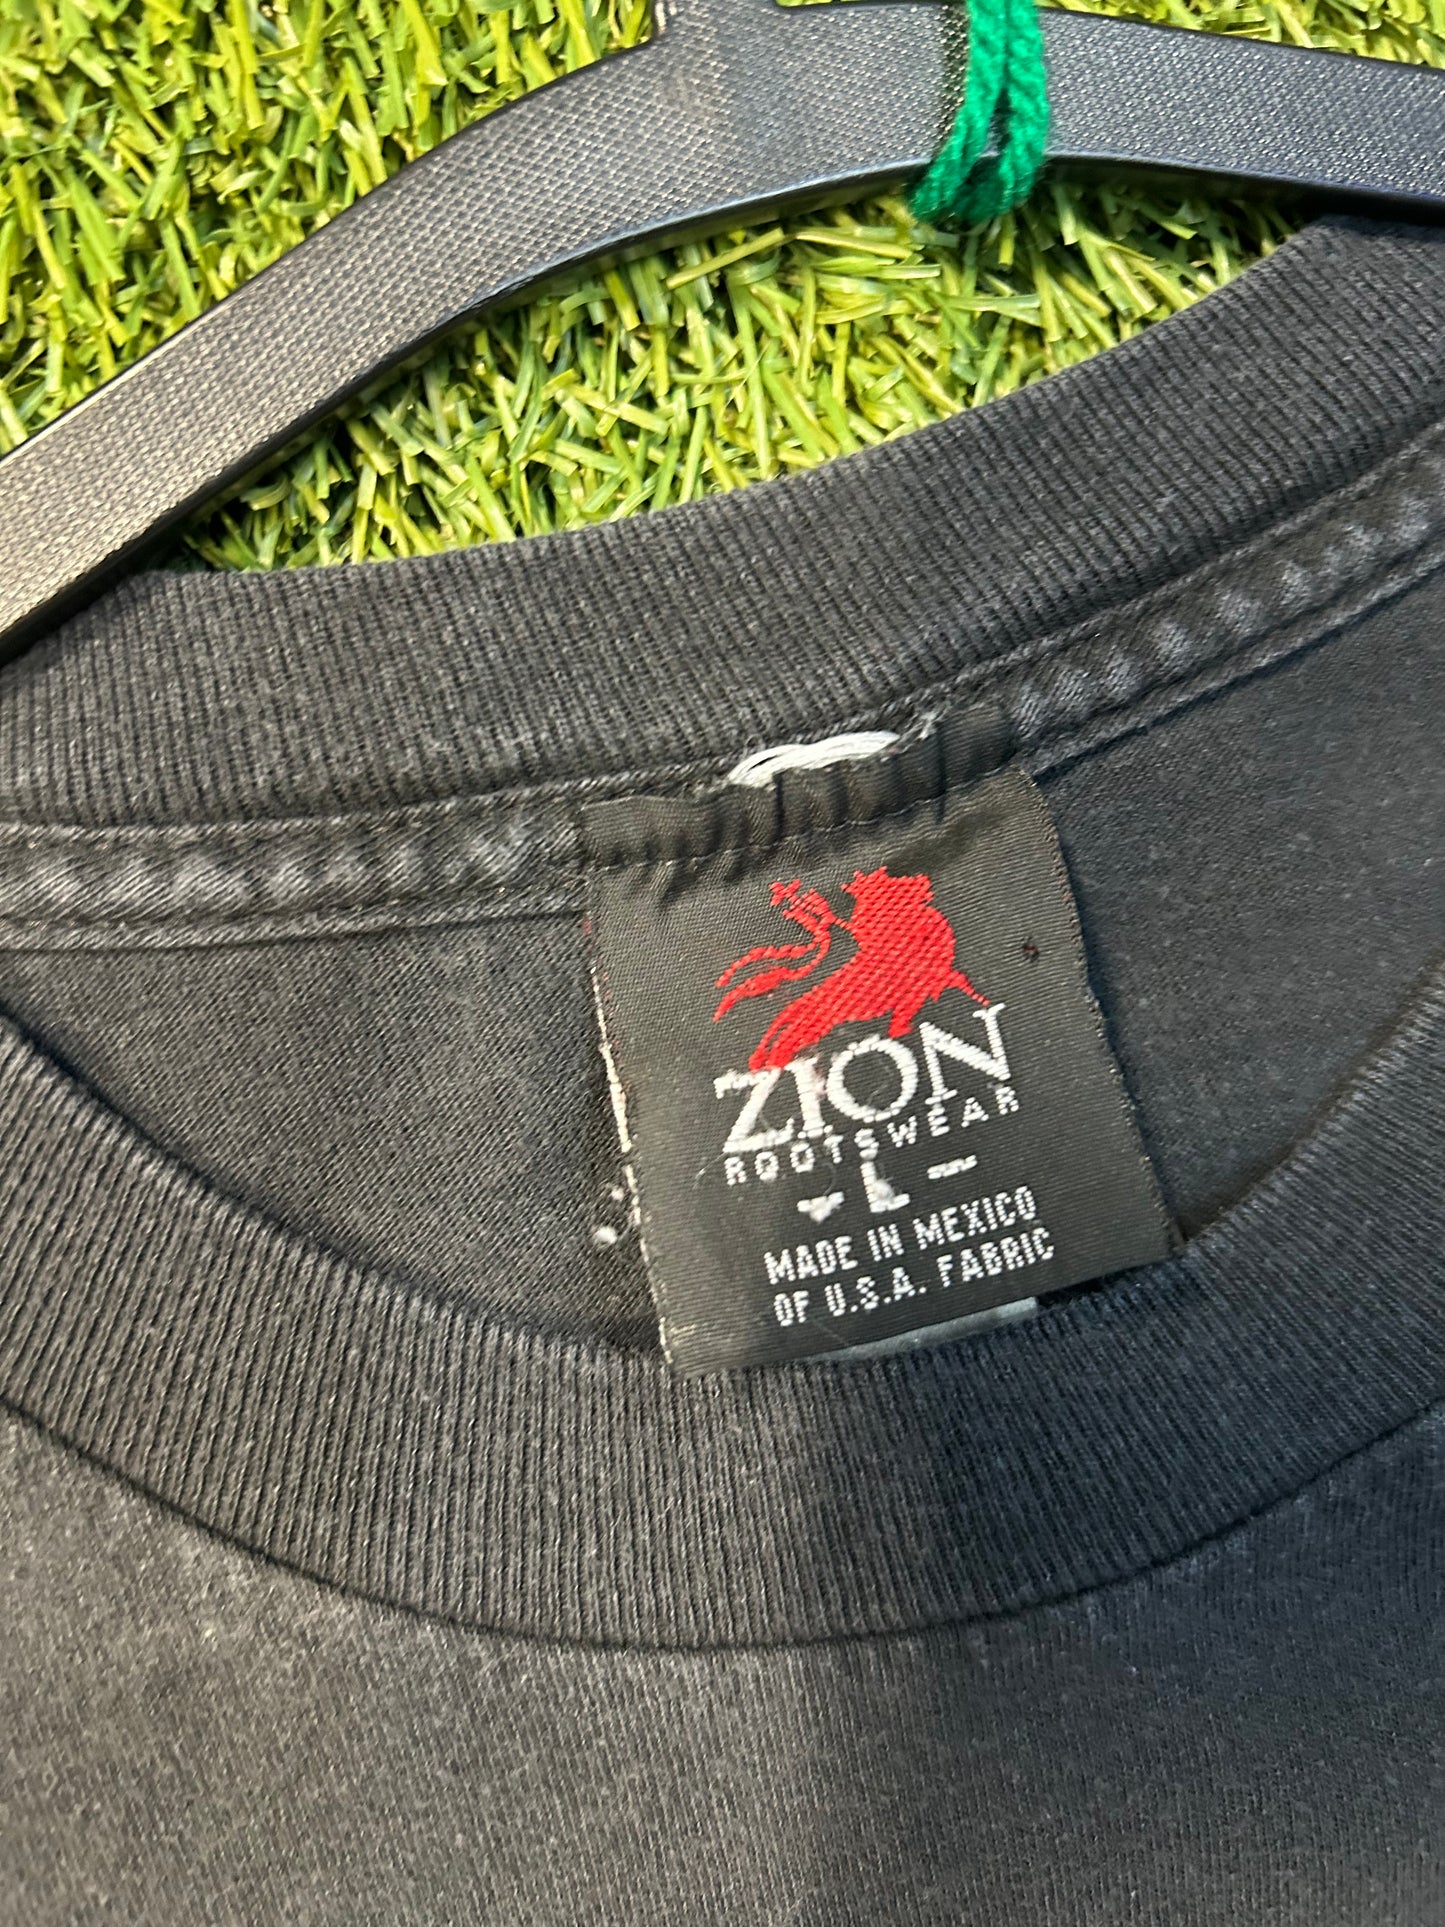 ZION
ROOTSWEAR
- L -
MADE IN MEXICO
OF U.S.A. FABRIC